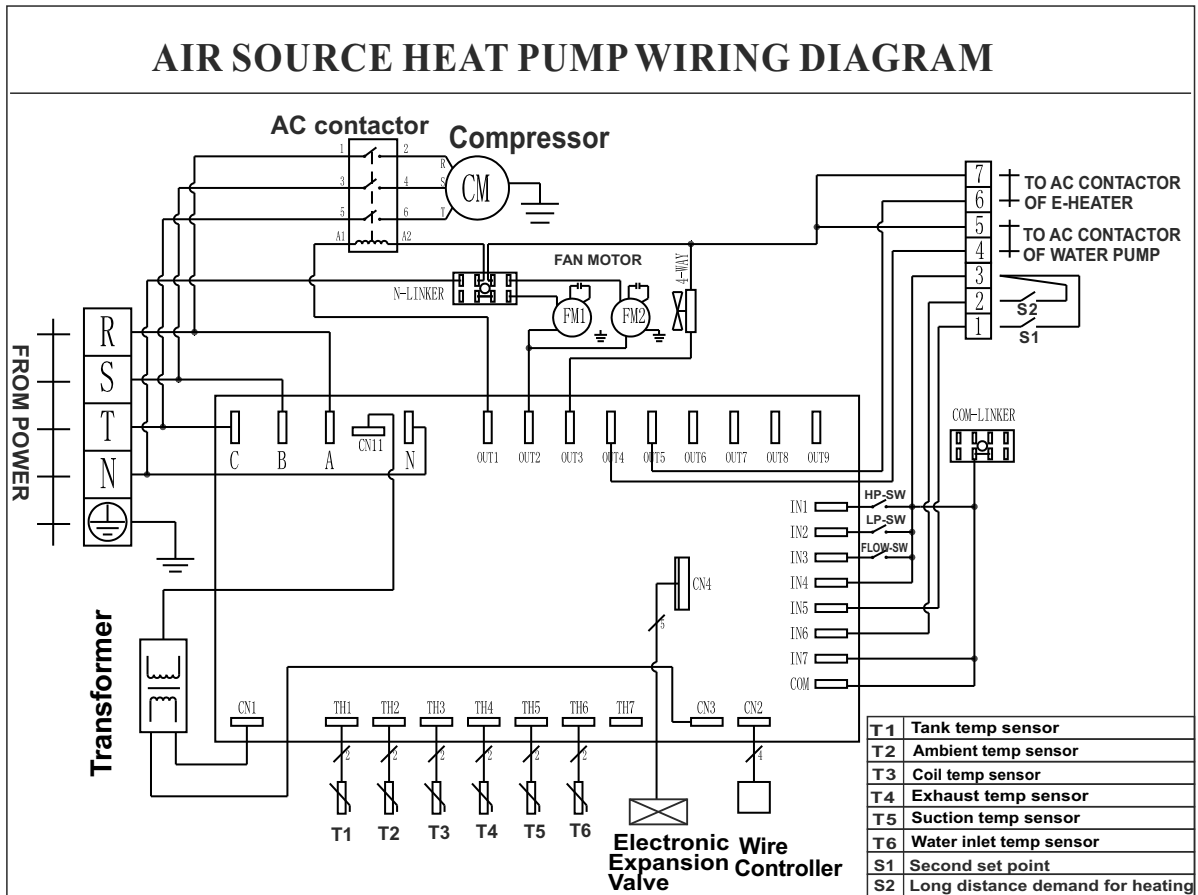 AIR SOURCE HEAT PUMP WIRING DIAGRAM
AC contactor
Compressor
1
2
3
4
5
6
A1
A2
R
S
T
CM
N-LINKER
FAN MOTOR
FM1
FM2
4-WAY
7
6
5
4
3
2
1
TO AC CONTACTOR
OF E-HEATER
TO AC CONTACTOR
OF WATER PUMP
S2
S1
FROM POWER
R
S
T
N
C
B
A
CN11
N
OUT1
OUT2
OUT3
OUT4
OUT5
OUT6
OUT7
OUT8
OUT9
COM-LINKER
IN1
HP-SW
IN2
LP-SW
IN3
FLOW-SW
IN4
IN5
IN6
IN7
COM
CN4
5
Transformer
CN1
TH1
TH2
TH3
TH4
TH5
TH6
TH7
CN3
CN2
2
2
2
2
2
2
4
T1
T2
T3
T4
T5
T6
Electronic
Expansion
Valve
Wire
Controller
T1 Tank temp sensor
T2 Ambient temp sensor
T3 Coil temp sensor
T4 Exhaust temp sensor
T5 Suction temp sensor
T6 Water inlet temp sensor
S1 Second set point
S2 Long distance demand for heating